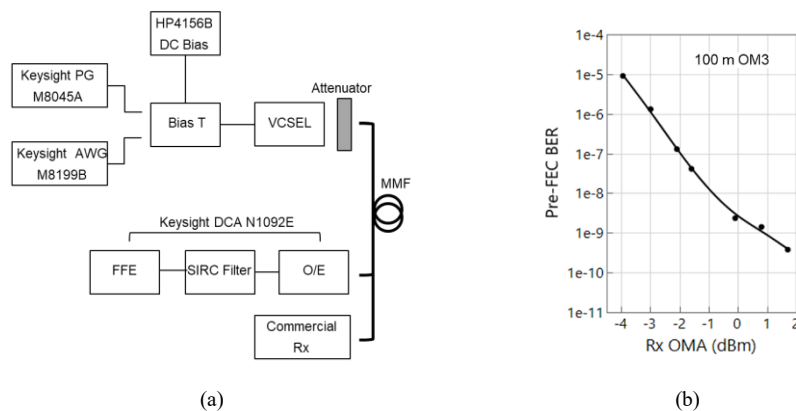 HP4156B
DC Bias
Keysight PG
M8045A
Keysight AWG
M8199B
Bias T
VCSEL
Attenuator
MMF
Keysight DCA N1092E
FFE
SIRC Filter
O/E
Commercial
Rx
(a)
1e-4
1e-5
1e-6
1e-7
1e-8
1e-9
1e-10
1e-11
Pre-FEC BER
100 m OM3
-4 -3 -2 -1 0 1 2
Rx OMA (dBm)
(b)